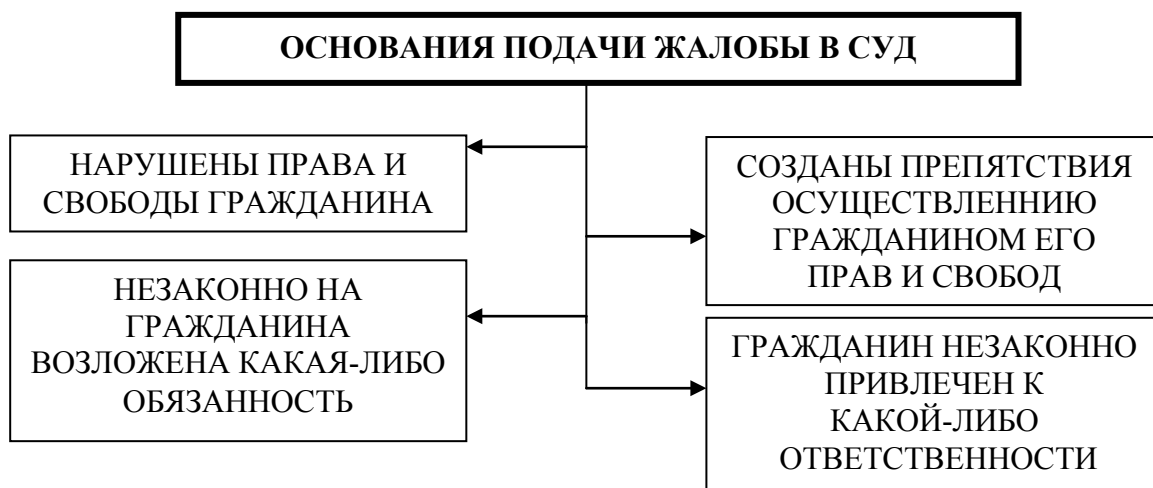 ОСНОВАНИЯ ПОДАЧИ ЖАЛОБЫ В СУД
НАРУШЕНЫ ПРАВА И
СВОБОДЫ ГРАЖДАНИНА
СОЗДАНЫ ПРЕПЯТСТВИЯ
ОСУЩЕСТВЛЕННИЮ
ГРАЖДАНИНОМ ЕГО
ПРАВ И СВОБОД
НЕЗАКОННО НА
ГРАЖДАНИНА
ВОЗЛОЖЕНА КАКАЯ-ЛИБО
ОБЯЗАННОСТЬ
ГРАЖДАНИН НЕЗАКОННО
ПРИВЛЕЧЕН К
КАКОЙ-ЛИБО
ОТВЕТСТВЕННОСТИ